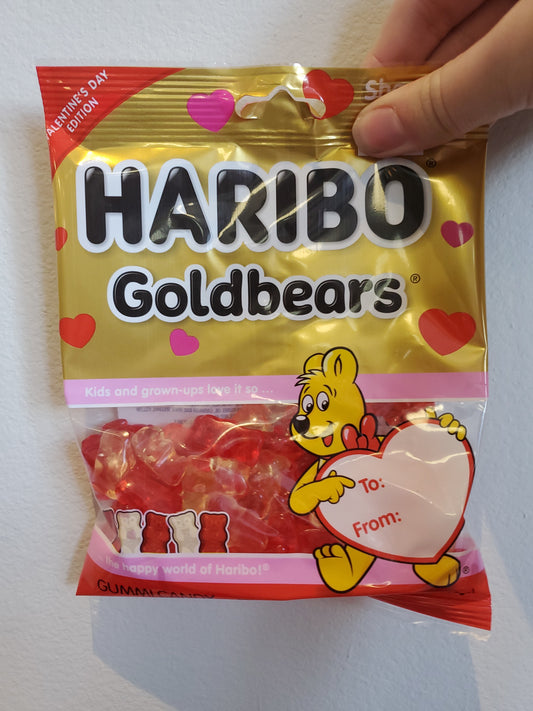 VALENTINE'S DAY
EDITION
HARIBO®
Goldbears®
Kids and grown-ups love it so ...
To:
From:
the happy world of Haribo!®
GUMMI CANDY